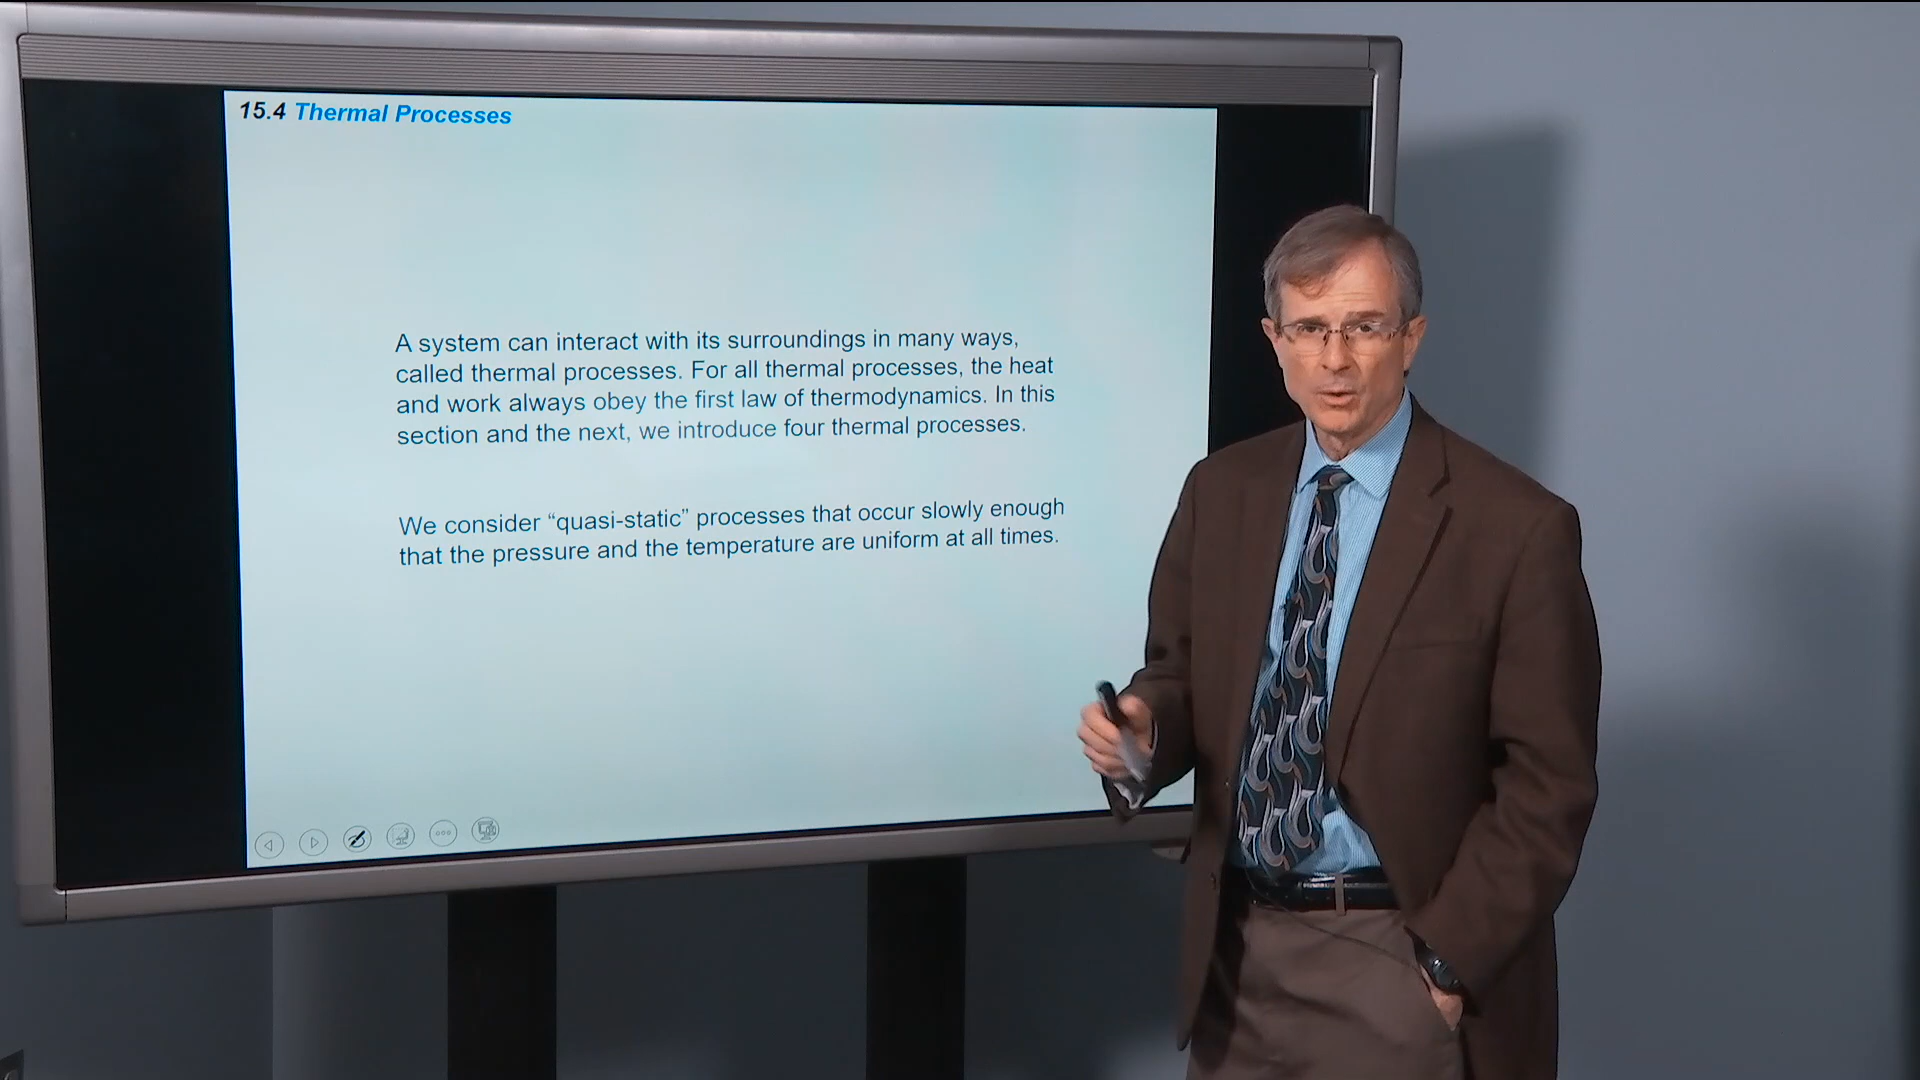 15.4 Thermal Processes
A system can interact with its surroundings in many ways,
called thermal processes. For all thermal processes, the heat
and work always obey the first law of thermodynamics. In this
section and the next, we introduce four thermal processes.
We consider “quasi-static” processes that occur slowly enough
that the pressure and the temperature are uniform at all times.